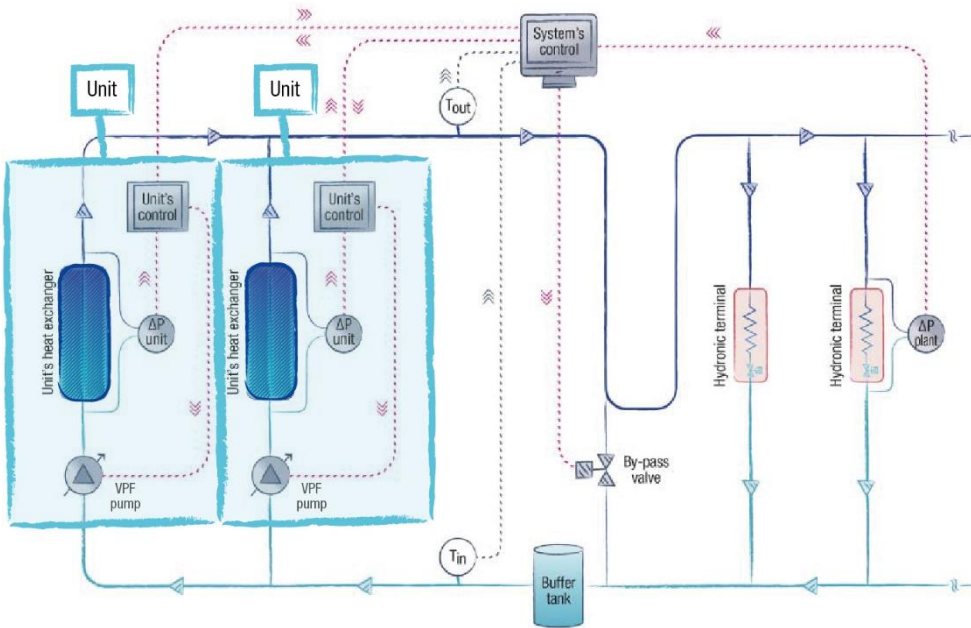 System's
control
Unit
Unit
Tout
Unit's
control
Unit's
control
Unit's heat exchanger
ΔP
unit
Unit's heat exchanger
ΔP
unit
Hydronic terminal
Hydronic terminal
ΔP
plant
VPF
pump
VPF
pump
By-pass
valve
Tin
Buffer
tank